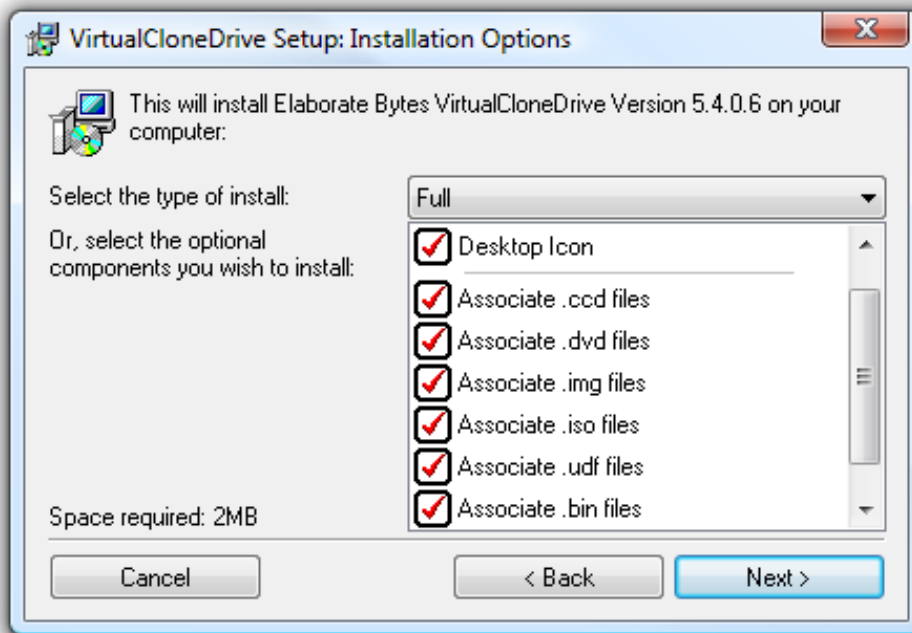 VirtualCloneDrive Setup: Installation Options
This will install Elaborate Bytes VirtualCloneDrive Version 5.4.0.6 on your
computer:
Select the type of install:
Full
Or, select the optional
components you wish to install:
Desktop Icon
Associate .ccd files
Associate .dvd files
Associate .img files
Associate .iso files
Associate .udf files
Associate .bin files
Space required: 2MB
Cancel
< Back
Next >